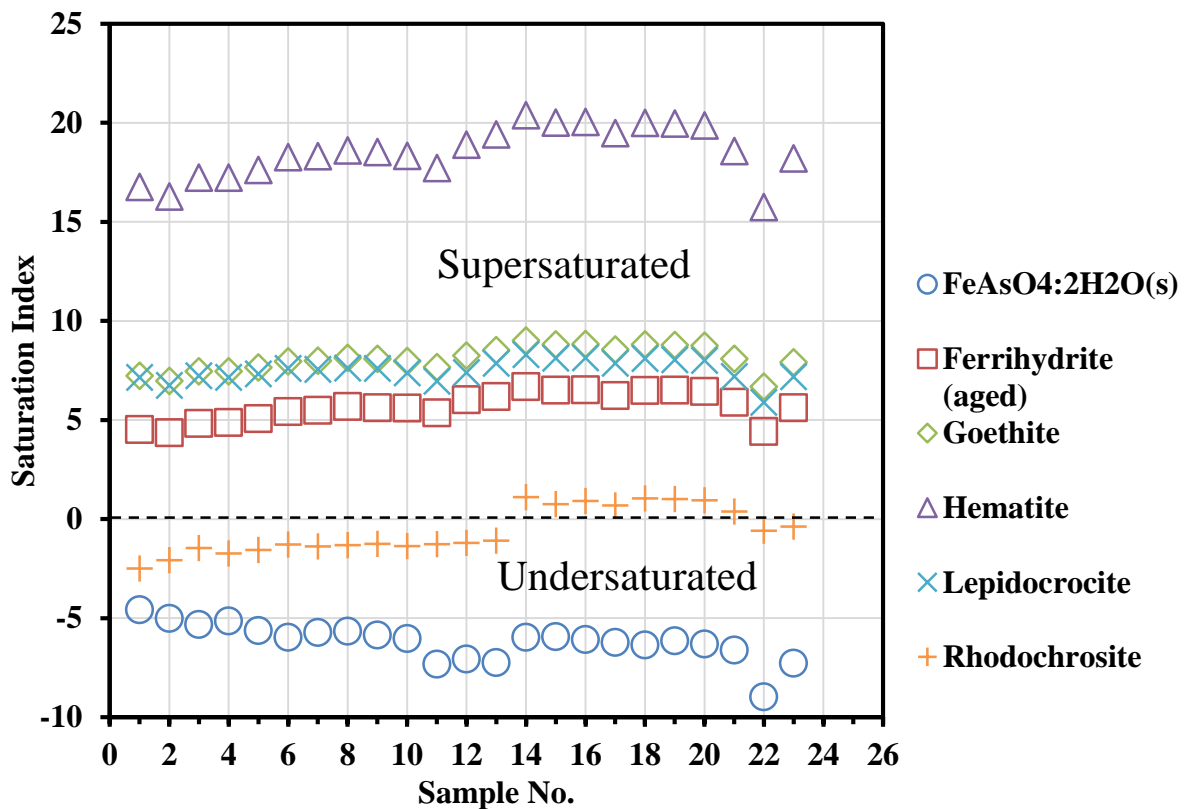 25
20
15
10
5
0
-5
-10
Saturation Index
Supersaturated
Undersaturated
0 2 4 6 8 10 12 14 16 18 20 22 24 26
Sample No.
FeAsO4:2H2O(s)
Ferrihydrite
(aged)
Goethite
Hematite
Lepidocrocite
Rhodochrosite